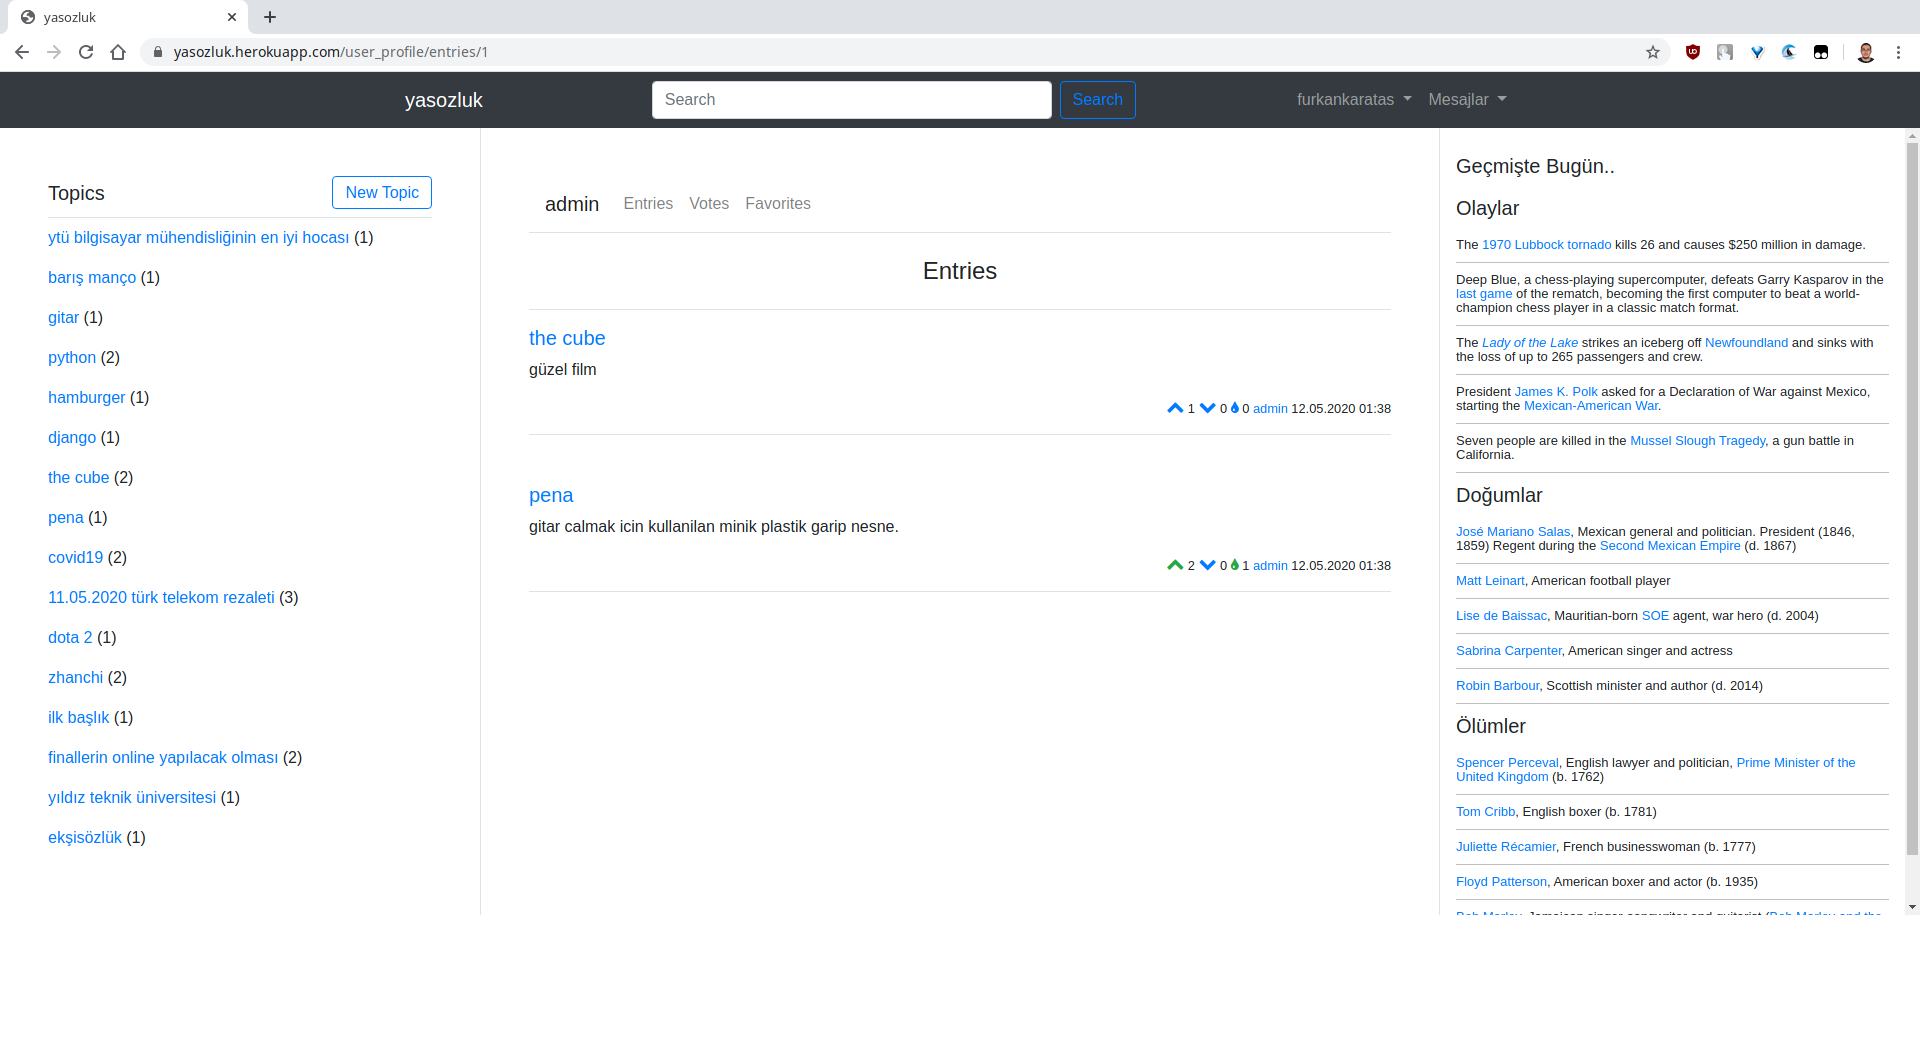 yasozluk
yasozluk.herokuapp.com/user_profile/entries/1
yasozluk
Search
Search
furkankaratas
Mesajlar
Topics
New Topic
ytü bilgisayar mühendisliğinin en iyi hocası (1)
barış manço (1)
gitar (1)
python (2)
hamburger (1)
django (1)
the cube (2)
pena (1)
covid19 (2)
11.05.2020 türk telekom rezaleti (3)
dota 2 (1)
zhanchi (2)
ilk başlık (1)
finallerin online yapılacak olması (2)
yıldız teknik üniversitesi (1)
ekşisözlük (1)
admin Entries Votes Favorites
Entries
the cube
güzel film
1 0 0 admin 12.05.2020 01:38
pena
gitar calmak icin kullanilan minik plastik garip nesne.
2 0 1 admin 12.05.2020 01:38
Geçmişte Bugün..
Olaylar
The 1970 Lubbock tornado kills 26 and causes $250 million in damage.
Deep Blue, a chess-playing supercomputer, defeats Garry Kasparov in the
last game of the rematch, becoming the first computer to beat a world-
champion chess player in a classic match format.
The Lady of the Lake strikes an iceberg off Newfoundland and sinks with
the loss of up to 265 passengers and crew.
President James K. Polk asked for a Declaration of War against Mexico,
starting the Mexican-American War.
Seven people are killed in the Mussel Slough Tragedy, a gun battle in
California.
Doğumlar
José Mariano Salas, Mexican general and politician. President (1846,
1859) Regent during the Second Mexican Empire (d. 1867)
Matt Leinart, American football player
Lise de Baissac, Mauritian-born SOE agent, war hero (d. 2004)
Sabrina Carpenter, American singer and actress
Robin Barbour, Scottish minister and author (d. 2014)
Ölümler
Spencer Perceval, English lawyer and politician, Prime Minister of the
United Kingdom (b. 1762)
Tom Cribb, English boxer (b. 1781)
Juliette Récamier, French businesswoman (b. 1777)
Floyd Patterson, American boxer and actor (b. 1935)
Bob Marley, Jamaican singer-songwriter and guitarist (Bob Marley and the